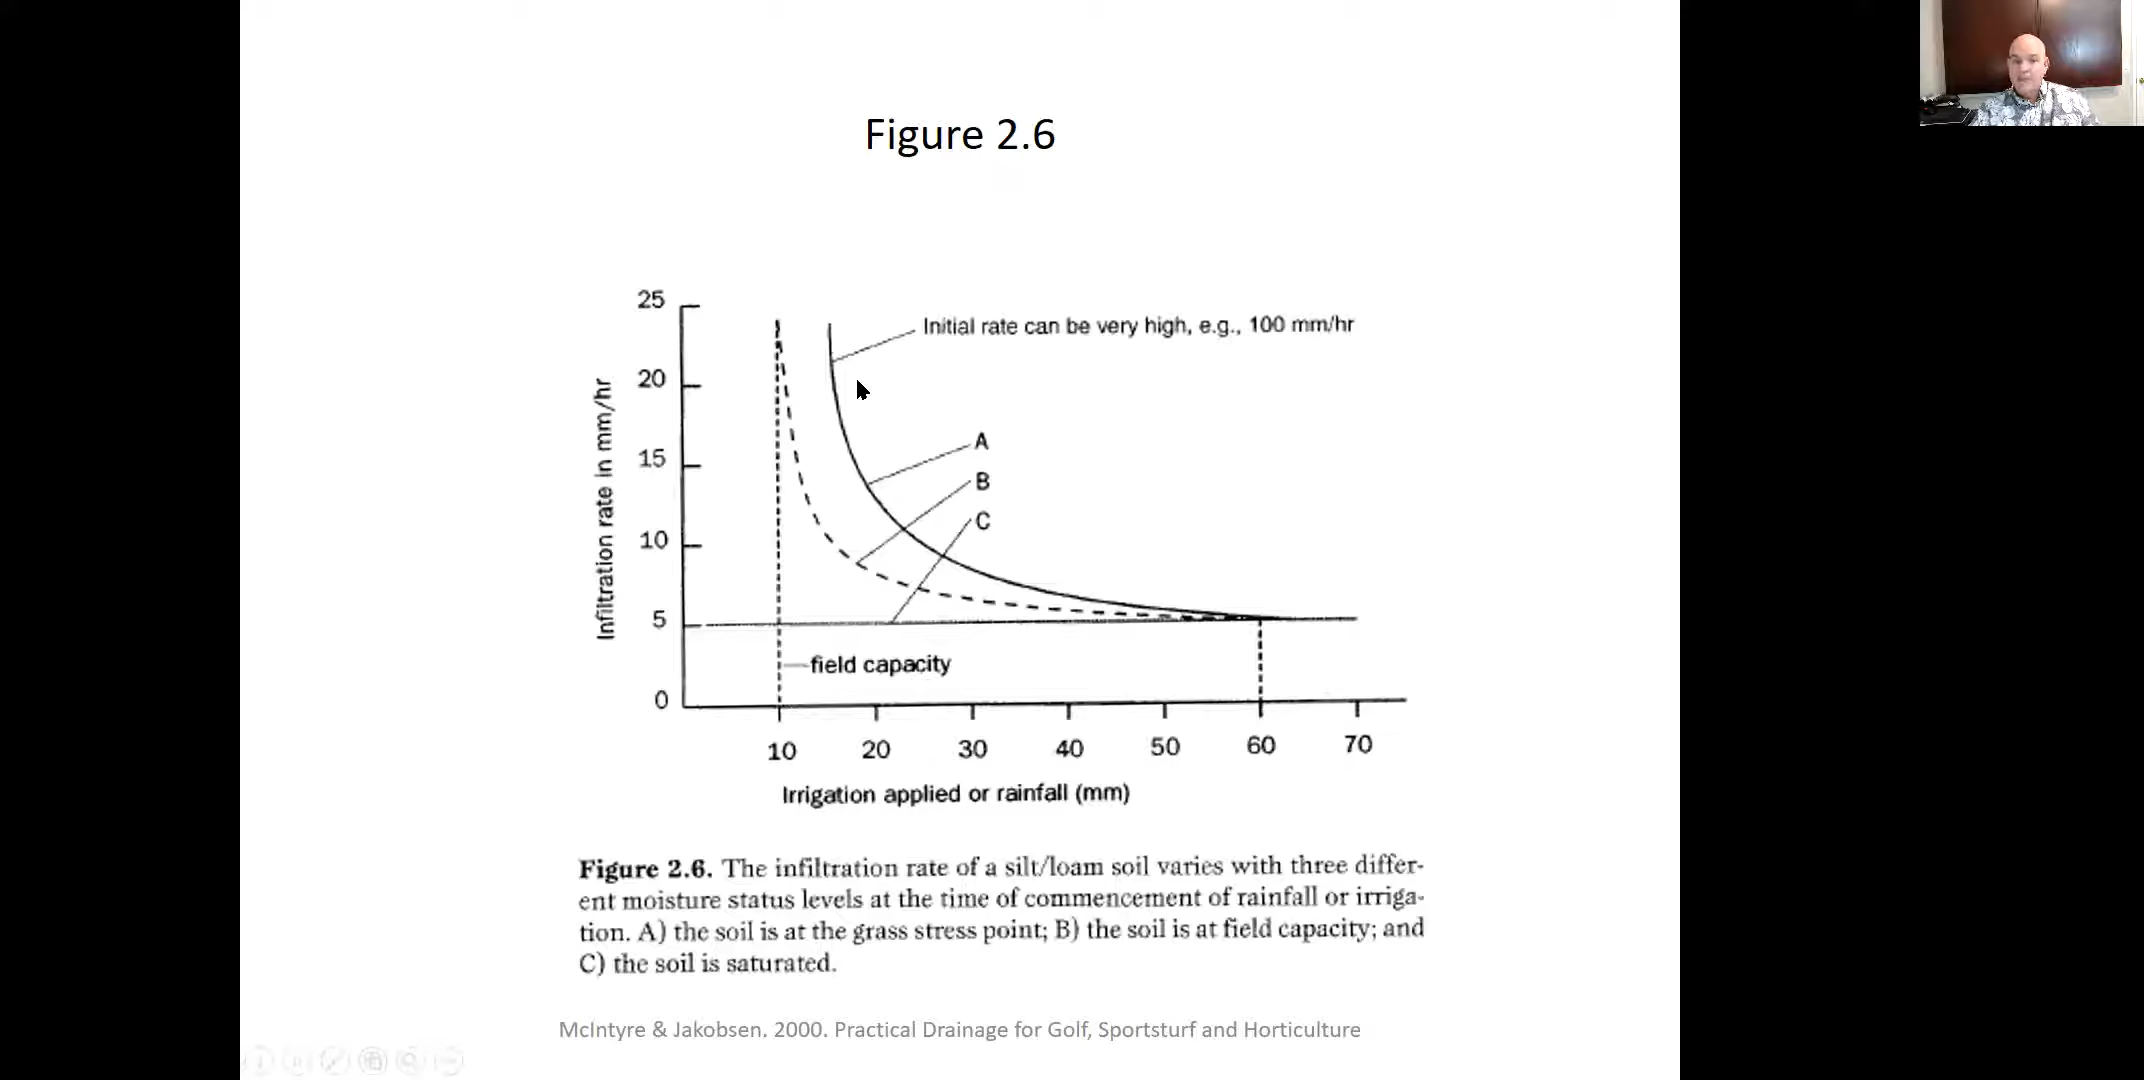 Figure 2.6
25
20
15
10
5
0
Infiltration rate in mm/hr
Initial rate can be very high, e.g., 100 mm/hr
A
B
C
field capacity
10 20 30 40 50 60 70
Irrigation applied or rainfall (mm)
Figure 2.6. The infiltration rate of a silt/loam soil varies with three differ-
ent moisture status levels at the time of commencement of rainfall or irriga-
tion. A) the soil is at the grass stress point; B) the soil is at field capacity; and
C) the soil is saturated.
McIntyre & Jakobsen. 2000. Practical Drainage for Golf, Sportsturf and Horticulture